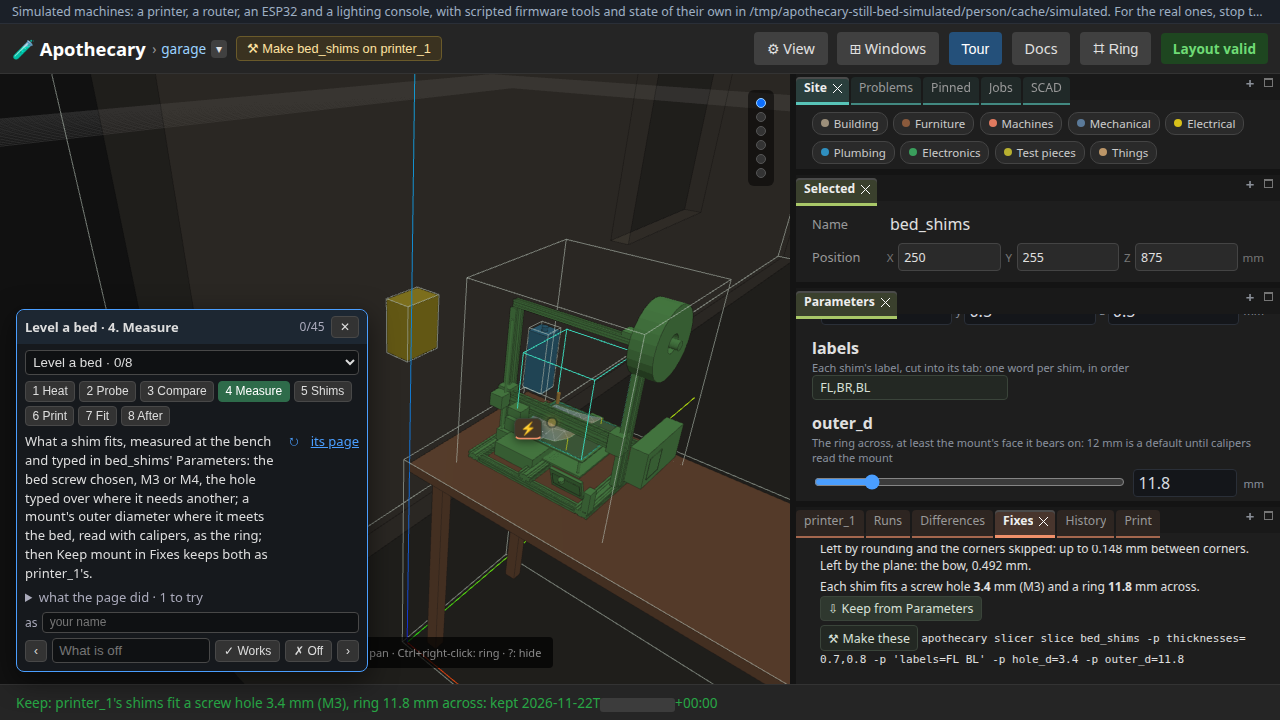 Simulated machines: a printer, a router, an ESP32 and a lighting console, with scripted firmware tools and state of their own in /tmp/apothecary-still-bed-simulated/person/cache/simulated. For the real ones, stop t...
Apothecary › garage ▾ ⚒ Make bed_shims on printer_1 ⚙ View ⊞ Windows Tour Docs ⌗ Ring Layout valid
Site Problems Pinned Jobs SCAD
Building Furniture Machines Mechanical Electrical
Plumbing Electronics Test pieces Things
Selected
Name bed_shims
Position X 250 Y 255 Z 875 mm
Parameters
labels
Each shim's label, cut into its tab: one word per shim, in order
FL,BR,BL
outer_d
The ring across, at least the mount's face it bears on: 12 mm is a default until calipers
read the mount
11.8 mm
printer_1 Runs Differences Fixes History Print
Left by rounding and the corners skipped: up to 0.148 mm between corners.
Left by the plane: the bow, 0.492 mm.
Each shim fits a screw hole 3.4 mm (M3) and a ring 11.8 mm across.
⇩ Keep from Parameters
⚒ Make these apothecary slicer slice bed_shims -p thicknesses=
0.7,0.8 -p 'labels=FL BL' -p hole_d=3.4 -p outer_d=11.8
Level a bed · 4. Measure 0/45 ✕
Level a bed · 0/8
1 Heat 2 Probe 3 Compare 4 Measure 5 Shims
6 Print 7 Fit 8 After
What a shim fits, measured at the bench ↻ its page
and typed in bed_shims' Parameters: the
bed screw chosen, M3 or M4, the hole
typed over where it needs another; a
mount's outer diameter where it meets
the bed, read with calipers, as the ring;
then Keep mount in Fixes keeps both as
printer_1's.
▶ what the page did · 1 to try
as your name
‹ What is off ✓ Works ✗ Off ›
pan · Ctrl+right-click: ring · ?: hide
Keep: printer_1's shims fit a screw hole 3.4 mm (M3), ring 11.8 mm across: kept 2026-11-22T +00:00